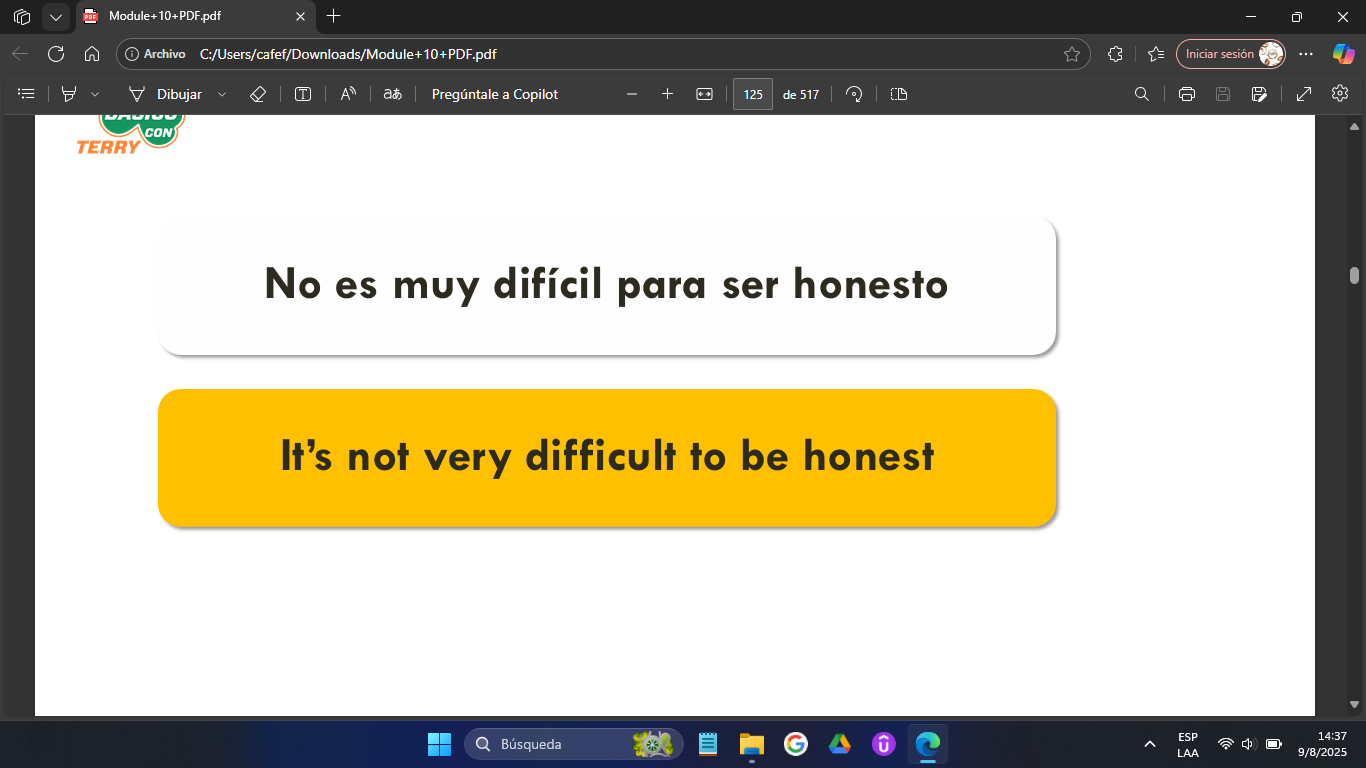 Module+10+PDF.pdf
Archivo C:/Users/cafef/Downloads/Module+10+PDF.pdf Iniciar sesión
Dibujar Pregúntale a Copilot 125 de 517
BÁSICO
CON
TERRY
No es muy difícil para ser honesto
It's not very difficult to be honest
Búsqueda
ESP
LAA
14:37
9/8/2025